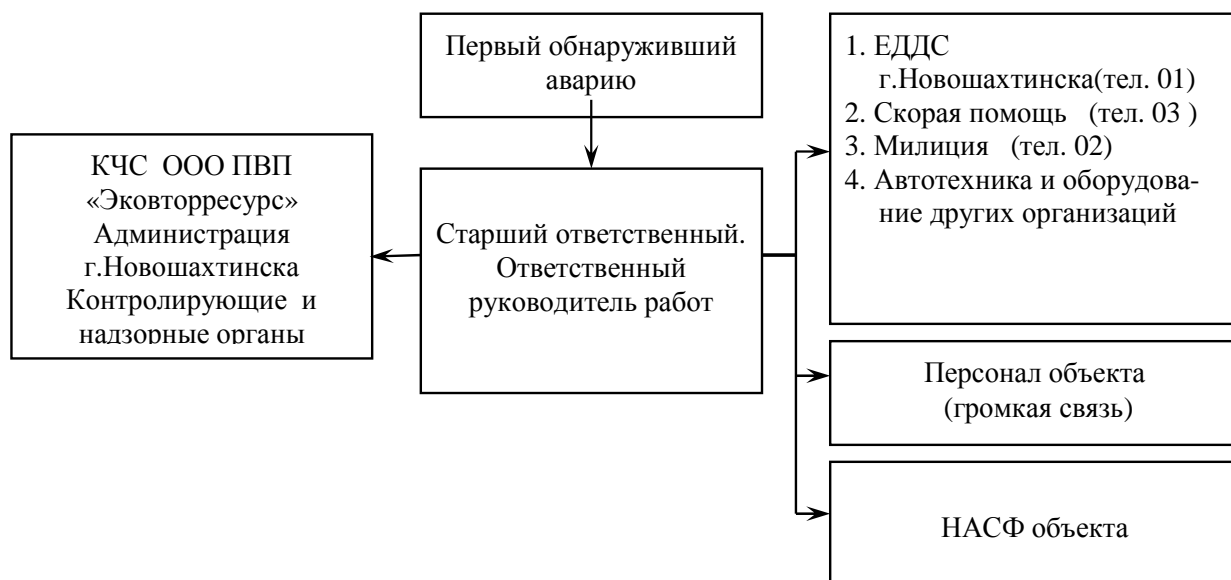 Первый обнаруживший
аварию
1. ЕДДС
г.Новошахтинска(тел. 01)
2. Скорая помощь (тел. 03 )
3. Милиция (тел. 02)
4. Автотехника и оборудова-
ние других организаций
КЧС ООО ПВП
«Эковторресурс»
Администрация
г.Новошахтинска
Контролирующие и
надзорные органы
Старший ответственный.
Ответственный
руководитель работ
Персонал объекта
(громкая связь)
НАСФ объекта